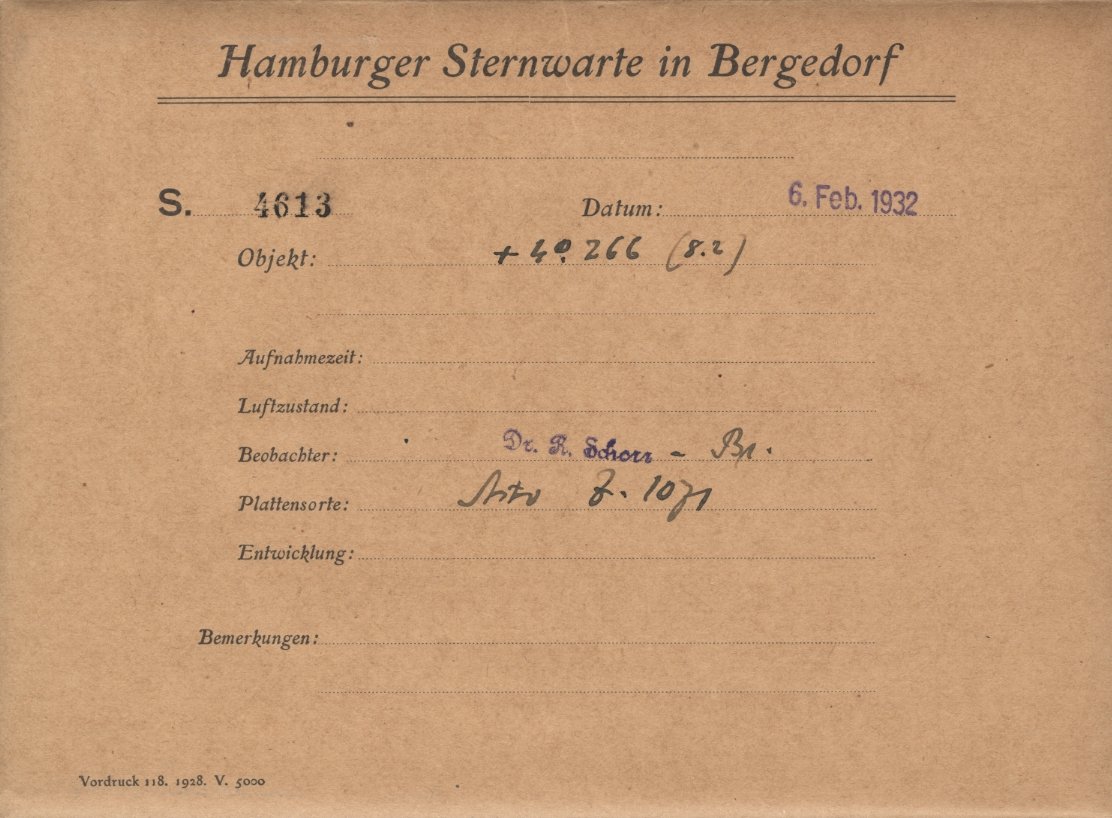 Hamburger Sternwarte in Bergedorf
S. 4613 Datum: 6. Feb. 1932
Objekt: + 4°. 266 (8.2)
Aufnahmezeit:
Luftzustand:
Beobachter: Dr. R. Schorr - Br.
Plattensorte:
Entwicklung:
Bemerkungen:
Vordruck 118. 1928. V. 5000